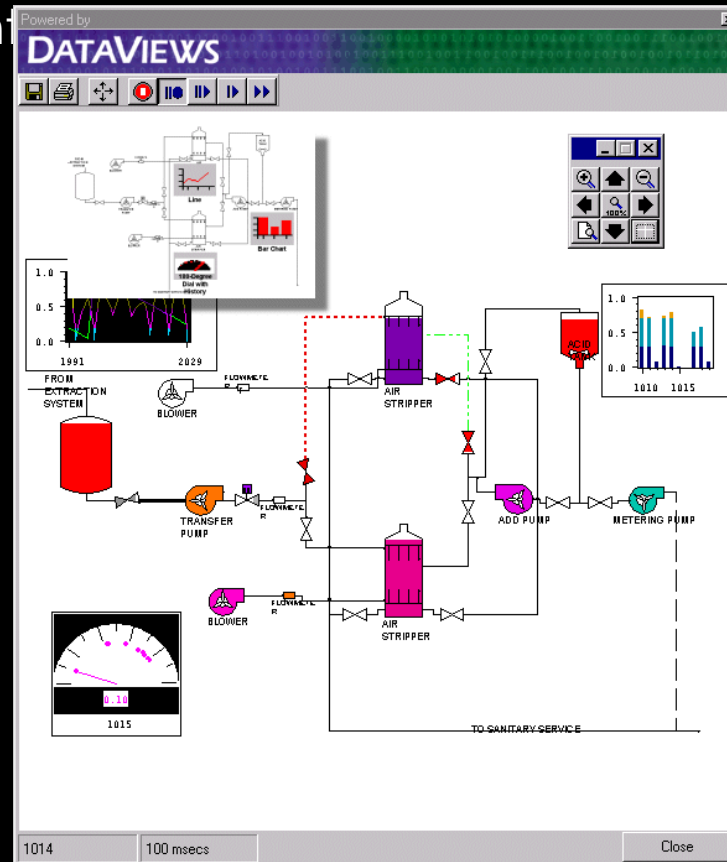 Powered by
DATAVIEWS
100%
Line
Bar Chart
180-Degree
Dial with
History
1.0
0.5
0.0
1991
2029
1.0
0.5
0.0
1010
1015
FROM
EXTRACTION
SYSTEM
FLOWMETE
R
BLOWER
AIR
STRIPPER
ACID
TRANSFER
PUMP
FLOWMETE
R
ADD PUMP
METERING PUMP
BLOWER
FLOWMETE
R
AIR
STRIPPER
0.10
1015
TO SANITARY SERVICE
1014
100 msecs
Close